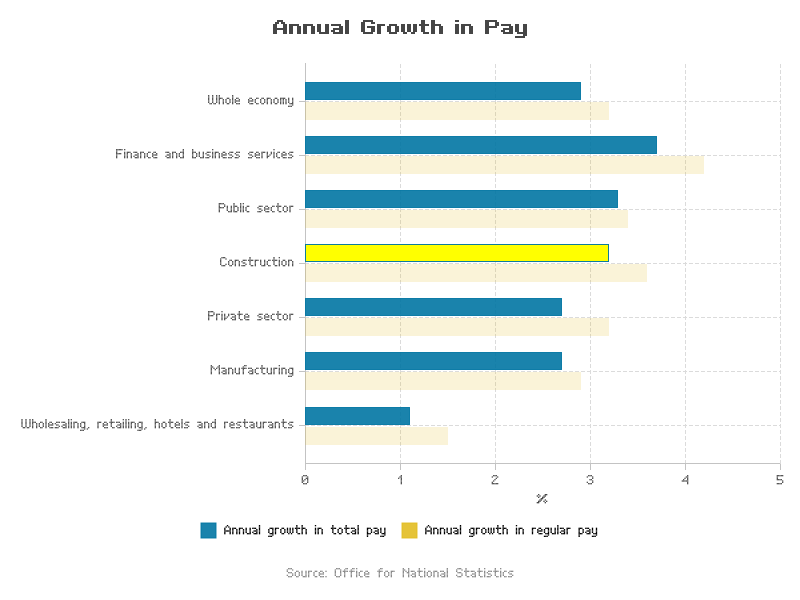 Annual Growth in Pay
Whole economy
Finance and business services
Public sector
Construction
Private sector
Manufacturing
Wholesaling, retailing, hotels and restaurants
0 1 2 3 4 5
%
Annual growth in total pay Annual growth in regular pay
Source: Office for National Statistics